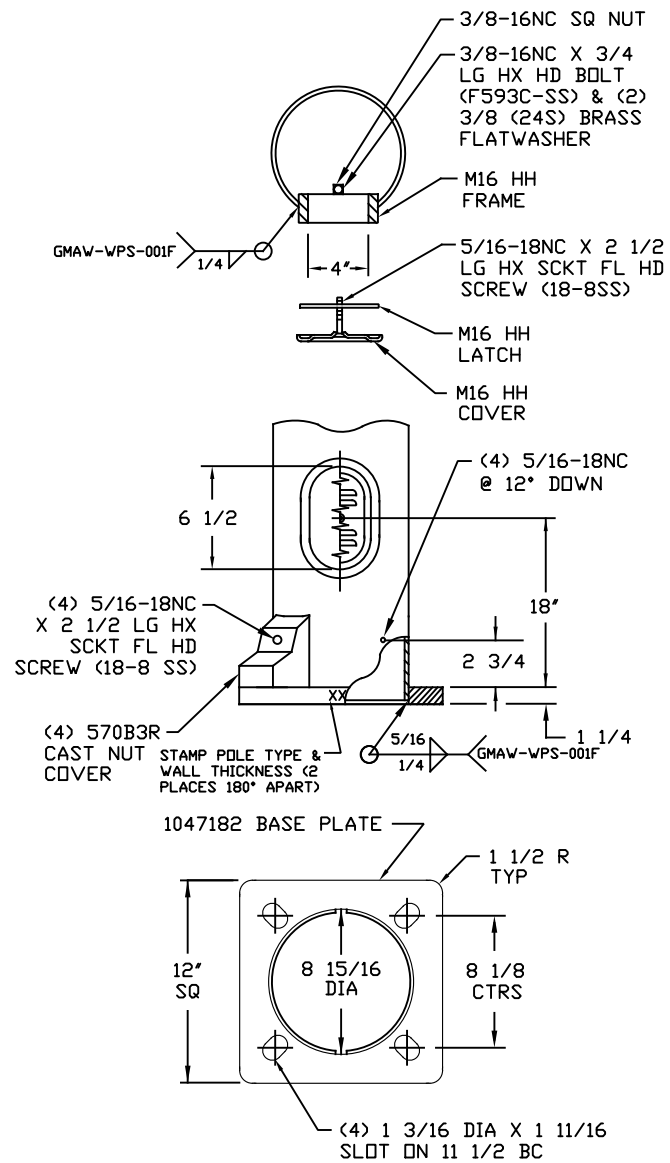 3/8-16NC SQ NUT
3/8-16NC X 3/4
LG HX HD BOLT
(F593C-SS) & (2)
3/8 (24S) BRASS
FLATWASHER
M16 HH
FRAME
GMAW-WPS-001F
1/4
4"
5/16-18NC X 2 1/2
LG HX SCKT FL HD
SCREW (18-8SS)
M16 HH
LATCH
M16 HH
COVER
(4) 5/16-18NC
@ 12° DOWN
6 1/2
18"
(4) 5/16-18NC
X 2 1/2 LG HX
SCKT FL HD
SCREW (18-8 SS)
2 3/4
XX
(4) 570B3R
CAST NUT
COVER
STAMP POLE TYPE &
WALL THICKNESS (2
PLACES 180° APART)
5/16
1/4
GMAW-WPS-001F
1 1/4
1047182 BASE PLATE
1 1/2 R
TYP
12"
SQ
8 15/16
DIA
8 1/8
CTRS
(4) 1 3/16 DIA X 1 11/16
SLOT ON 11 1/2 BC